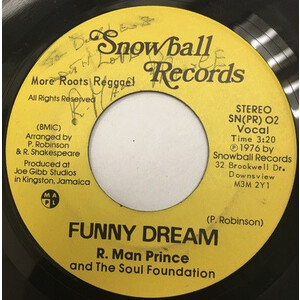 Snowball
Records
More Roots Reggae!
All Rights Reserved
STEREO
SN(PR) 02
Vocal
Time 3:20
℗ 1976 by
Snowball Records
32 Brookwell Dr.
Downsview
M3M 2Y1
(BMIC)
Arranged by
P. Robinson
& R. Shakespeare
Produced at
Joe Gibb Studios
in Kingston, Jamaica
M A P L
(P. Robinson)
FUNNY DREAM
R. Man Prince
and The Soul Foundation